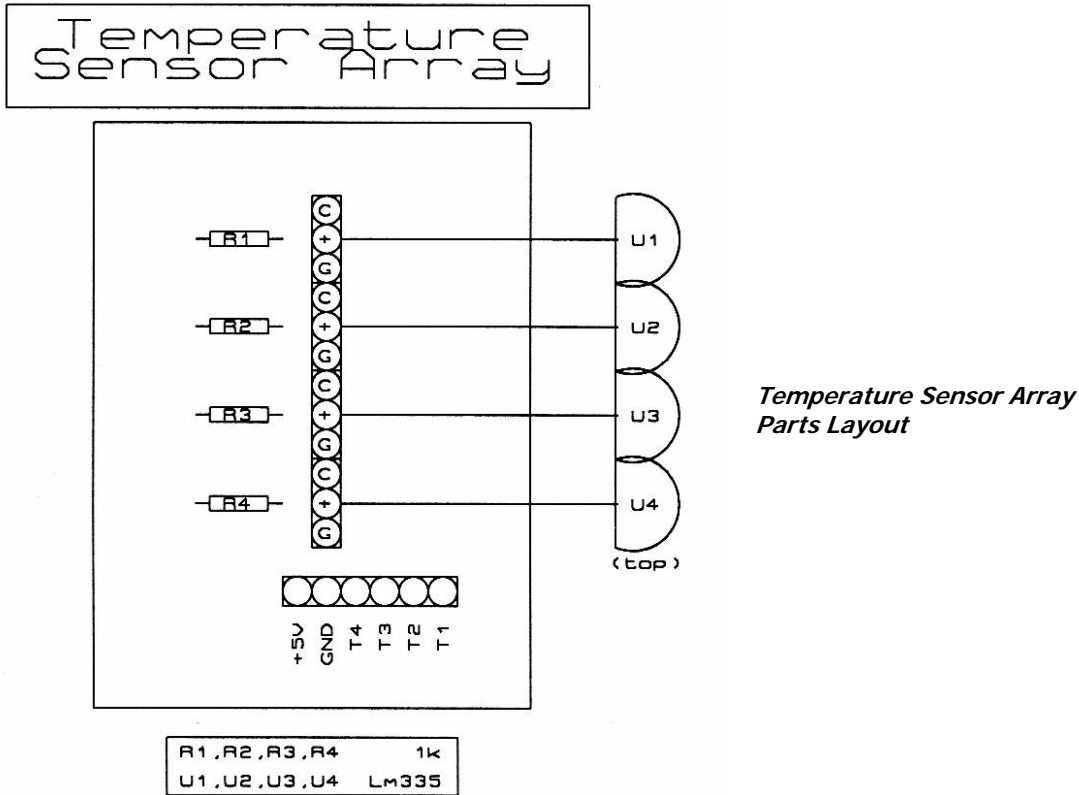 Temperature
Sensor Array
C
R1 + U1
G
C
R2 + U2
G
C
R3 + U3
G
C
R4 + U4
G
(top)
+5V GND T4 T3 T2 T1
Temperature Sensor Array
Parts Layout
R1,R2,R3,R4 1k
U1,U2,U3,U4 Lm335